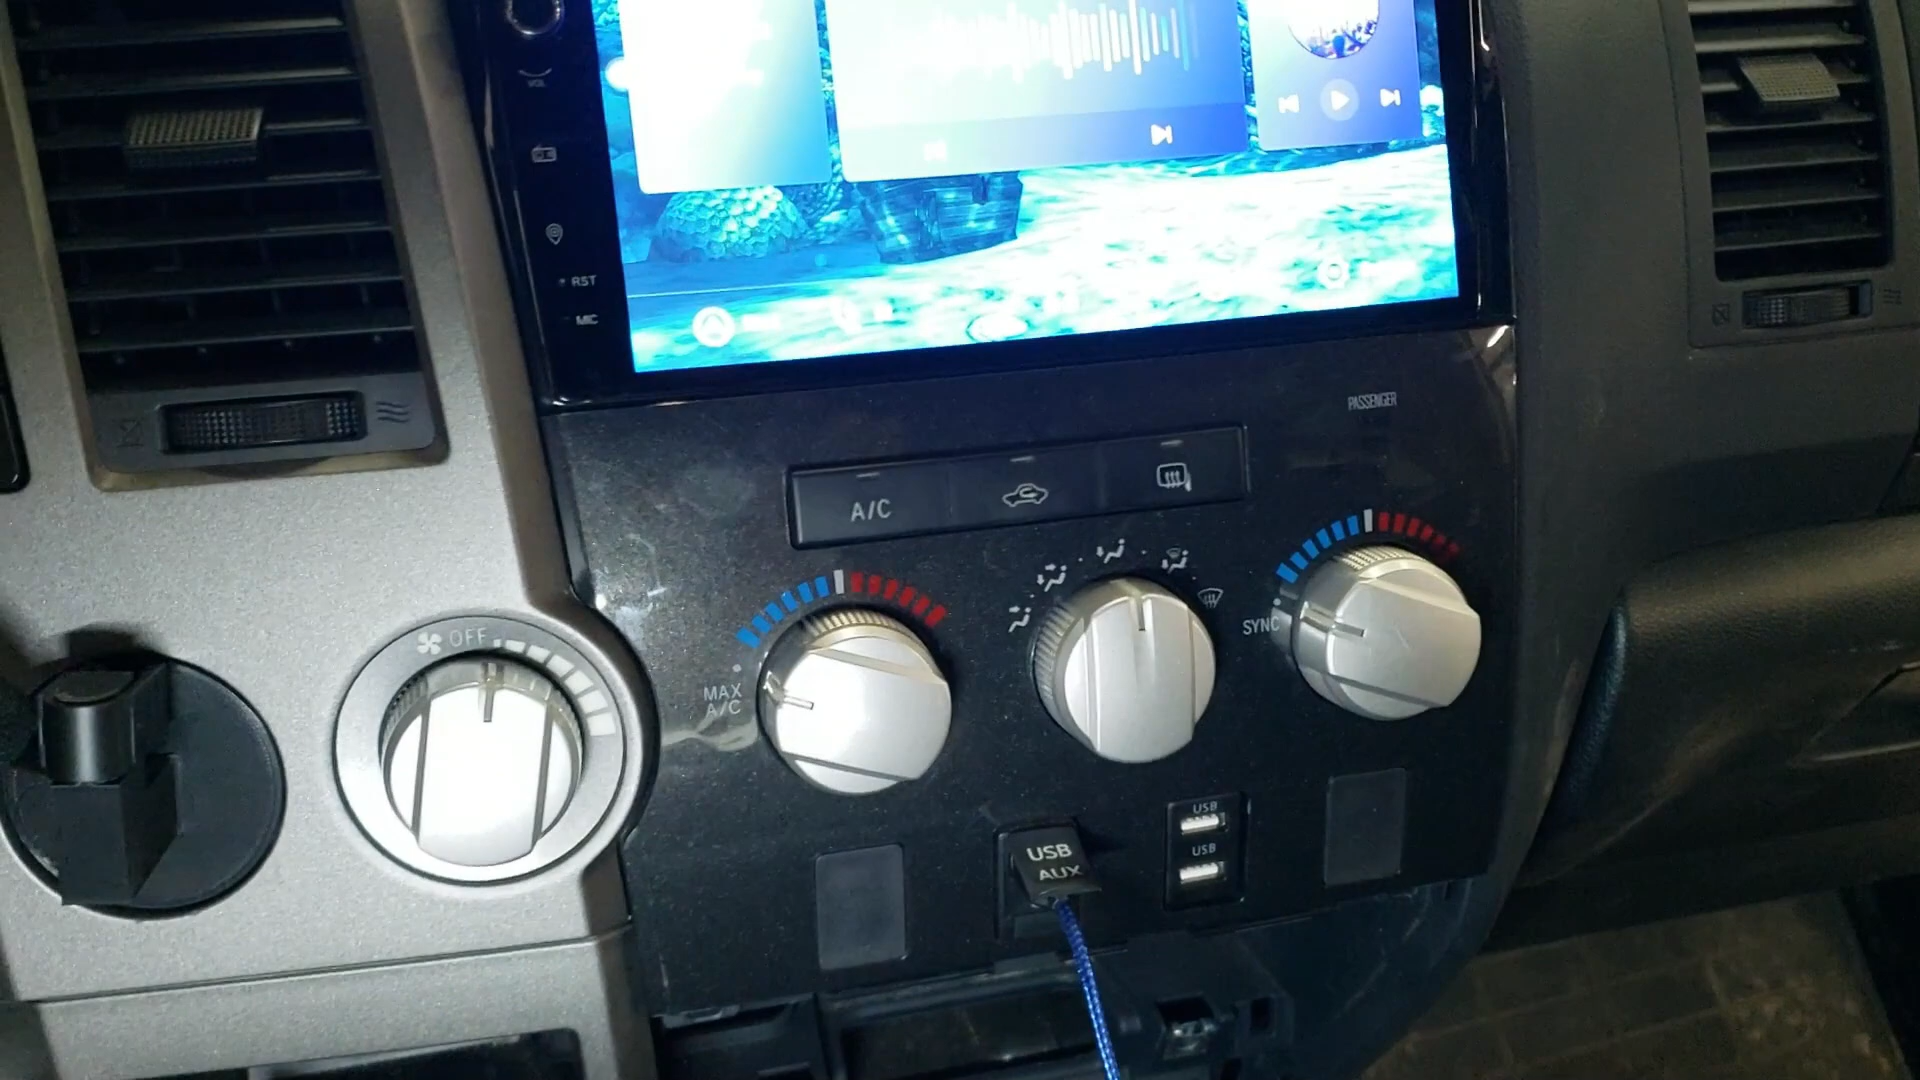 VOL
RST
MIC
PASSENGER
A/C
OFF
MAX
A/C
SYNC
USB
AUX
USB
USB